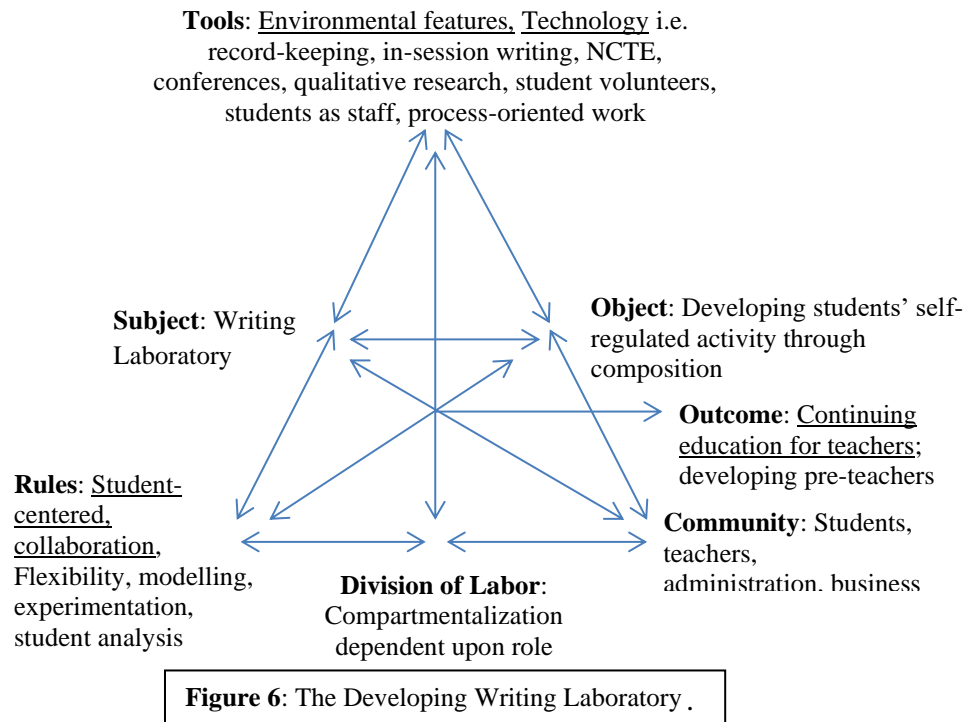 Tools: Environmental features, Technology i.e.
record-keeping, in-session writing, NCTE,
conferences, qualitative research, student volunteers,
students as staff, process-oriented work
Subject: Writing
Laboratory
Object: Developing students’ self-
regulated activity through
composition
Outcome: Continuing
education for teachers;
developing pre-teachers
Rules: Student-
centered,
collaboration,
Flexibility, modelling,
experimentation,
student analysis
Community: Students,
teachers,
administration, business
Division of Labor:
Compartmentalization
dependent upon role
Figure 6: The Developing Writing Laboratory.